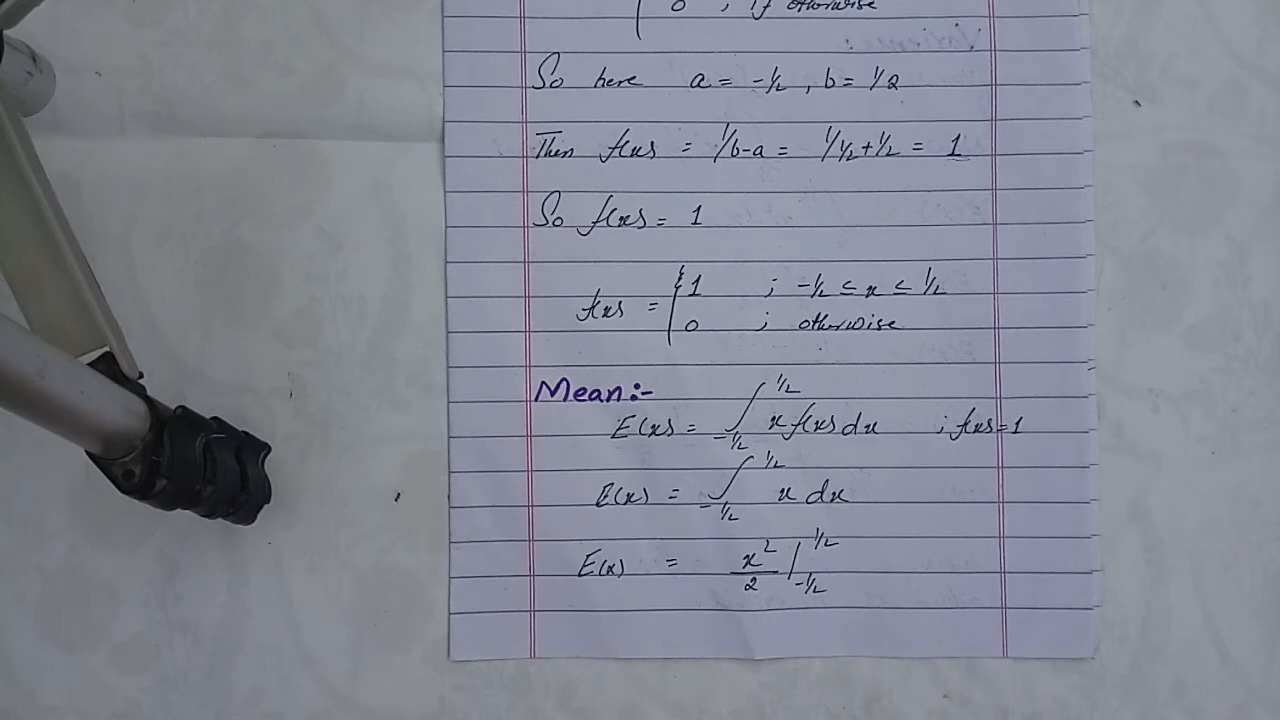 0 ; if otherwise
So here a = -1/2 , b = 1/2
Then f(x) = 1/b-a = 1/1/2+1/2 = 1
So f(x) = 1
f(x) = { 1 ; -1/2 ≤ x ≤ 1/2
0 ; otherwise
Mean:-
E(x) = ∫_{-1/2}^{1/2} x f(x) dx ; f(x)=1
E(x) = ∫_{-1/2}^{1/2} x dx
E(x) = x²/2 |_{-1/2}^{1/2}